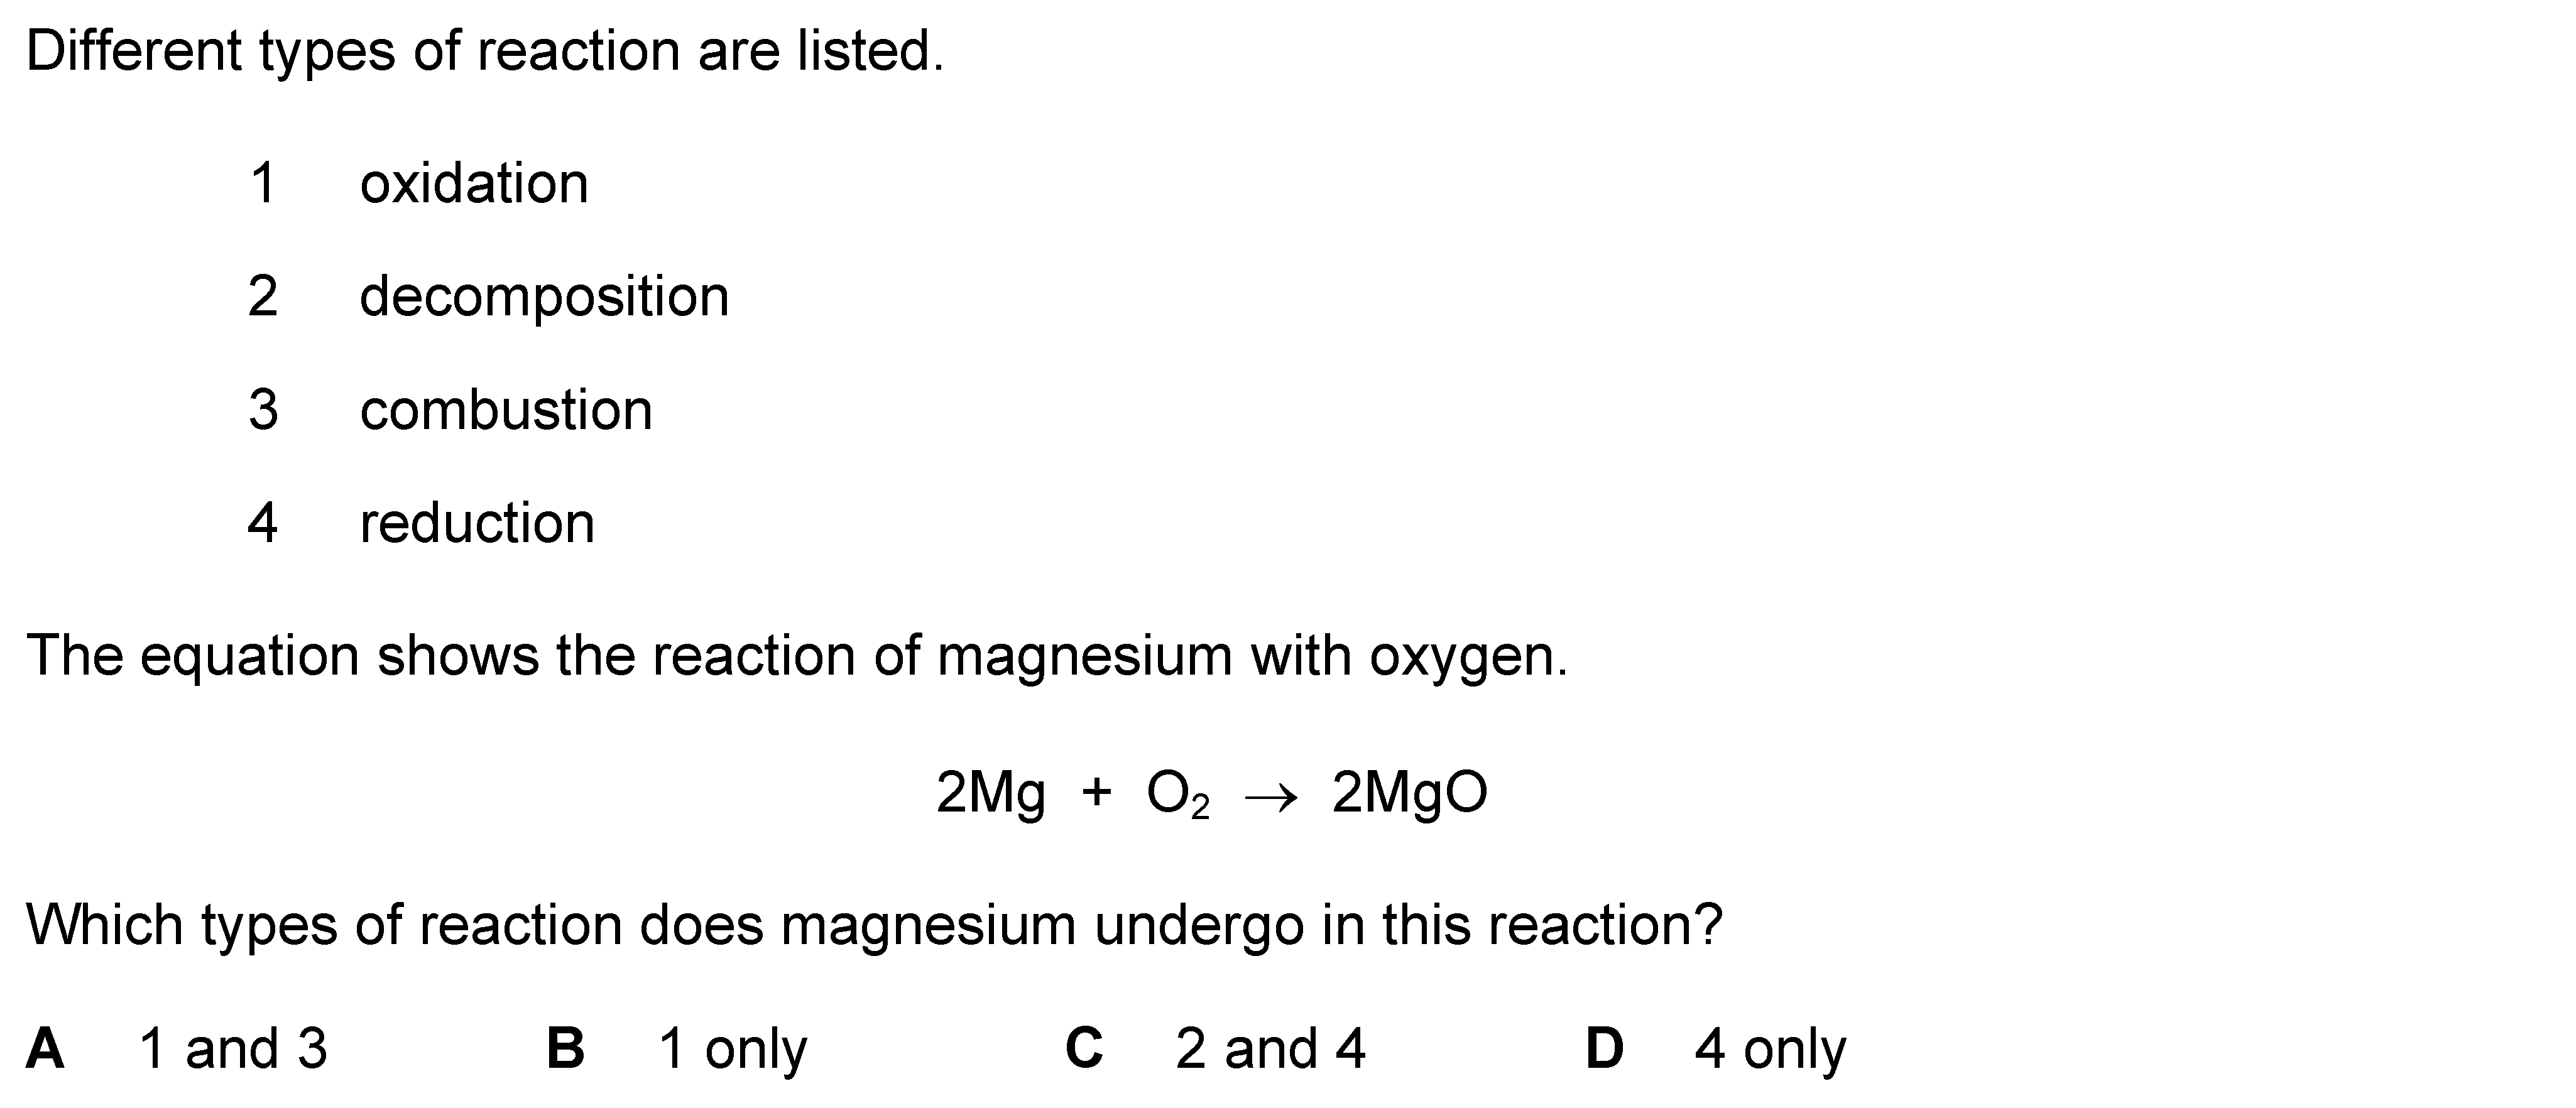 Different types of reaction are listed.
1 oxidation
2 decomposition
3 combustion
4 reduction
The equation shows the reaction of magnesium with oxygen.
2Mg + O₂ → 2MgO
Which types of reaction does magnesium undergo in this reaction?
A 1 and 3 B 1 only C 2 and 4 D 4 only